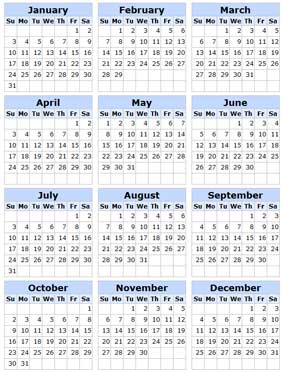 January
Su Mo Tu We Th Fr Sa
1 2
3 4 5 6 7 8 9
10 11 12 13 14 15 16
17 18 19 20 21 22 23
24 25 26 27 28 29 30
31
February
Su Mo Tu We Th Fr Sa
1 2 3 4 5 6
7 8 9 10 11 12 13
14 15 16 17 18 19 20
21 22 23 24 25 26 27
28 29
March
Su Mo Tu We Th Fr Sa
1 2 3 4 5
6 7 8 9 10 11 12
13 14 15 16 17 18 19
20 21 22 23 24 25 26
27 28 29 30 31
April
Su Mo Tu We Th Fr Sa
1 2
3 4 5 6 7 8 9
10 11 12 13 14 15 16
17 18 19 20 21 22 23
24 25 26 27 28 29 30
May
Su Mo Tu We Th Fr Sa
1 2 3 4 5 6 7
8 9 10 11 12 13 14
15 16 17 18 19 20 21
22 23 24 25 26 27 28
29 30 31
June
Su Mo Tu We Th Fr Sa
1 2 3 4
5 6 7 8 9 10 11
12 13 14 15 16 17 18
19 20 21 22 23 24 25
26 27 28 29 30
July
Su Mo Tu We Th Fr Sa
1 2
3 4 5 6 7 8 9
10 11 12 13 14 15 16
17 18 19 20 21 22 23
24 25 26 27 28 29 30
31
August
Su Mo Tu We Th Fr Sa
1 2 3 4 5 6
7 8 9 10 11 12 13
14 15 16 17 18 19 20
21 22 23 24 25 26 27
28 29 30 31
September
Su Mo Tu We Th Fr Sa
1 2 3
4 5 6 7 8 9 10
11 12 13 14 15 16 17
18 19 20 21 22 23 24
25 26 27 28 29 30
October
Su Mo Tu We Th Fr Sa
1
2 3 4 5 6 7 8
9 10 11 12 13 14 15
16 17 18 19 20 21 22
23 24 25 26 27 28 29
30 31
November
Su Mo Tu We Th Fr Sa
1 2 3 4 5
6 7 8 9 10 11 12
13 14 15 16 17 18 19
20 21 22 23 24 25 26
27 28 29 30
December
Su Mo Tu We Th Fr Sa
1 2 3
4 5 6 7 8 9 10
11 12 13 14 15 16 17
18 19 20 21 22 23 24
25 26 27 28 29 30 31